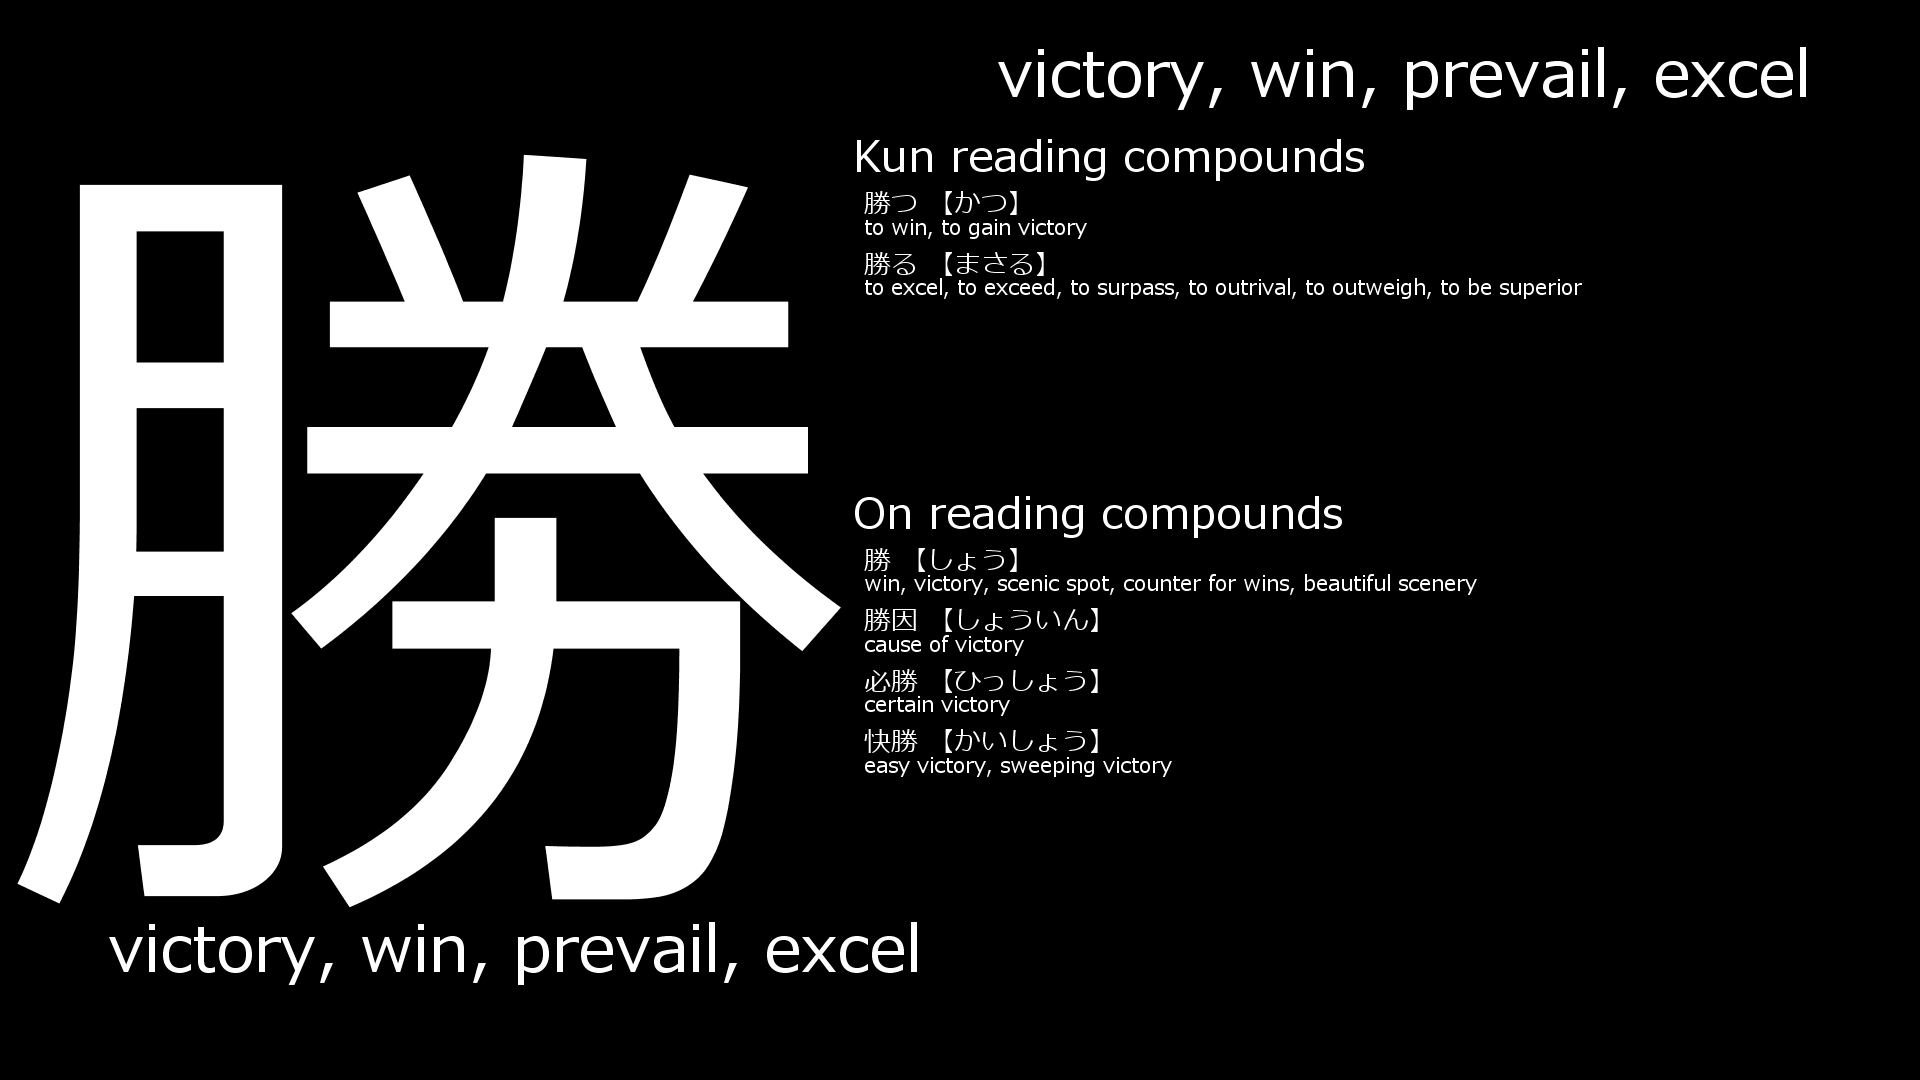 victory, win, prevail, excel
勝
Kun reading compounds
勝つ 【かつ】
to win, to gain victory
勝る 【まさる】
to excel, to exceed, to surpass, to outrival, to outweigh, to be superior
On reading compounds
勝 【しょう】
win, victory, scenic spot, counter for wins, beautiful scenery
勝因 【しょういん】
cause of victory
必勝 【ひっしょう】
certain victory
快勝 【かいしょう】
easy victory, sweeping victory
victory, win, prevail, excel